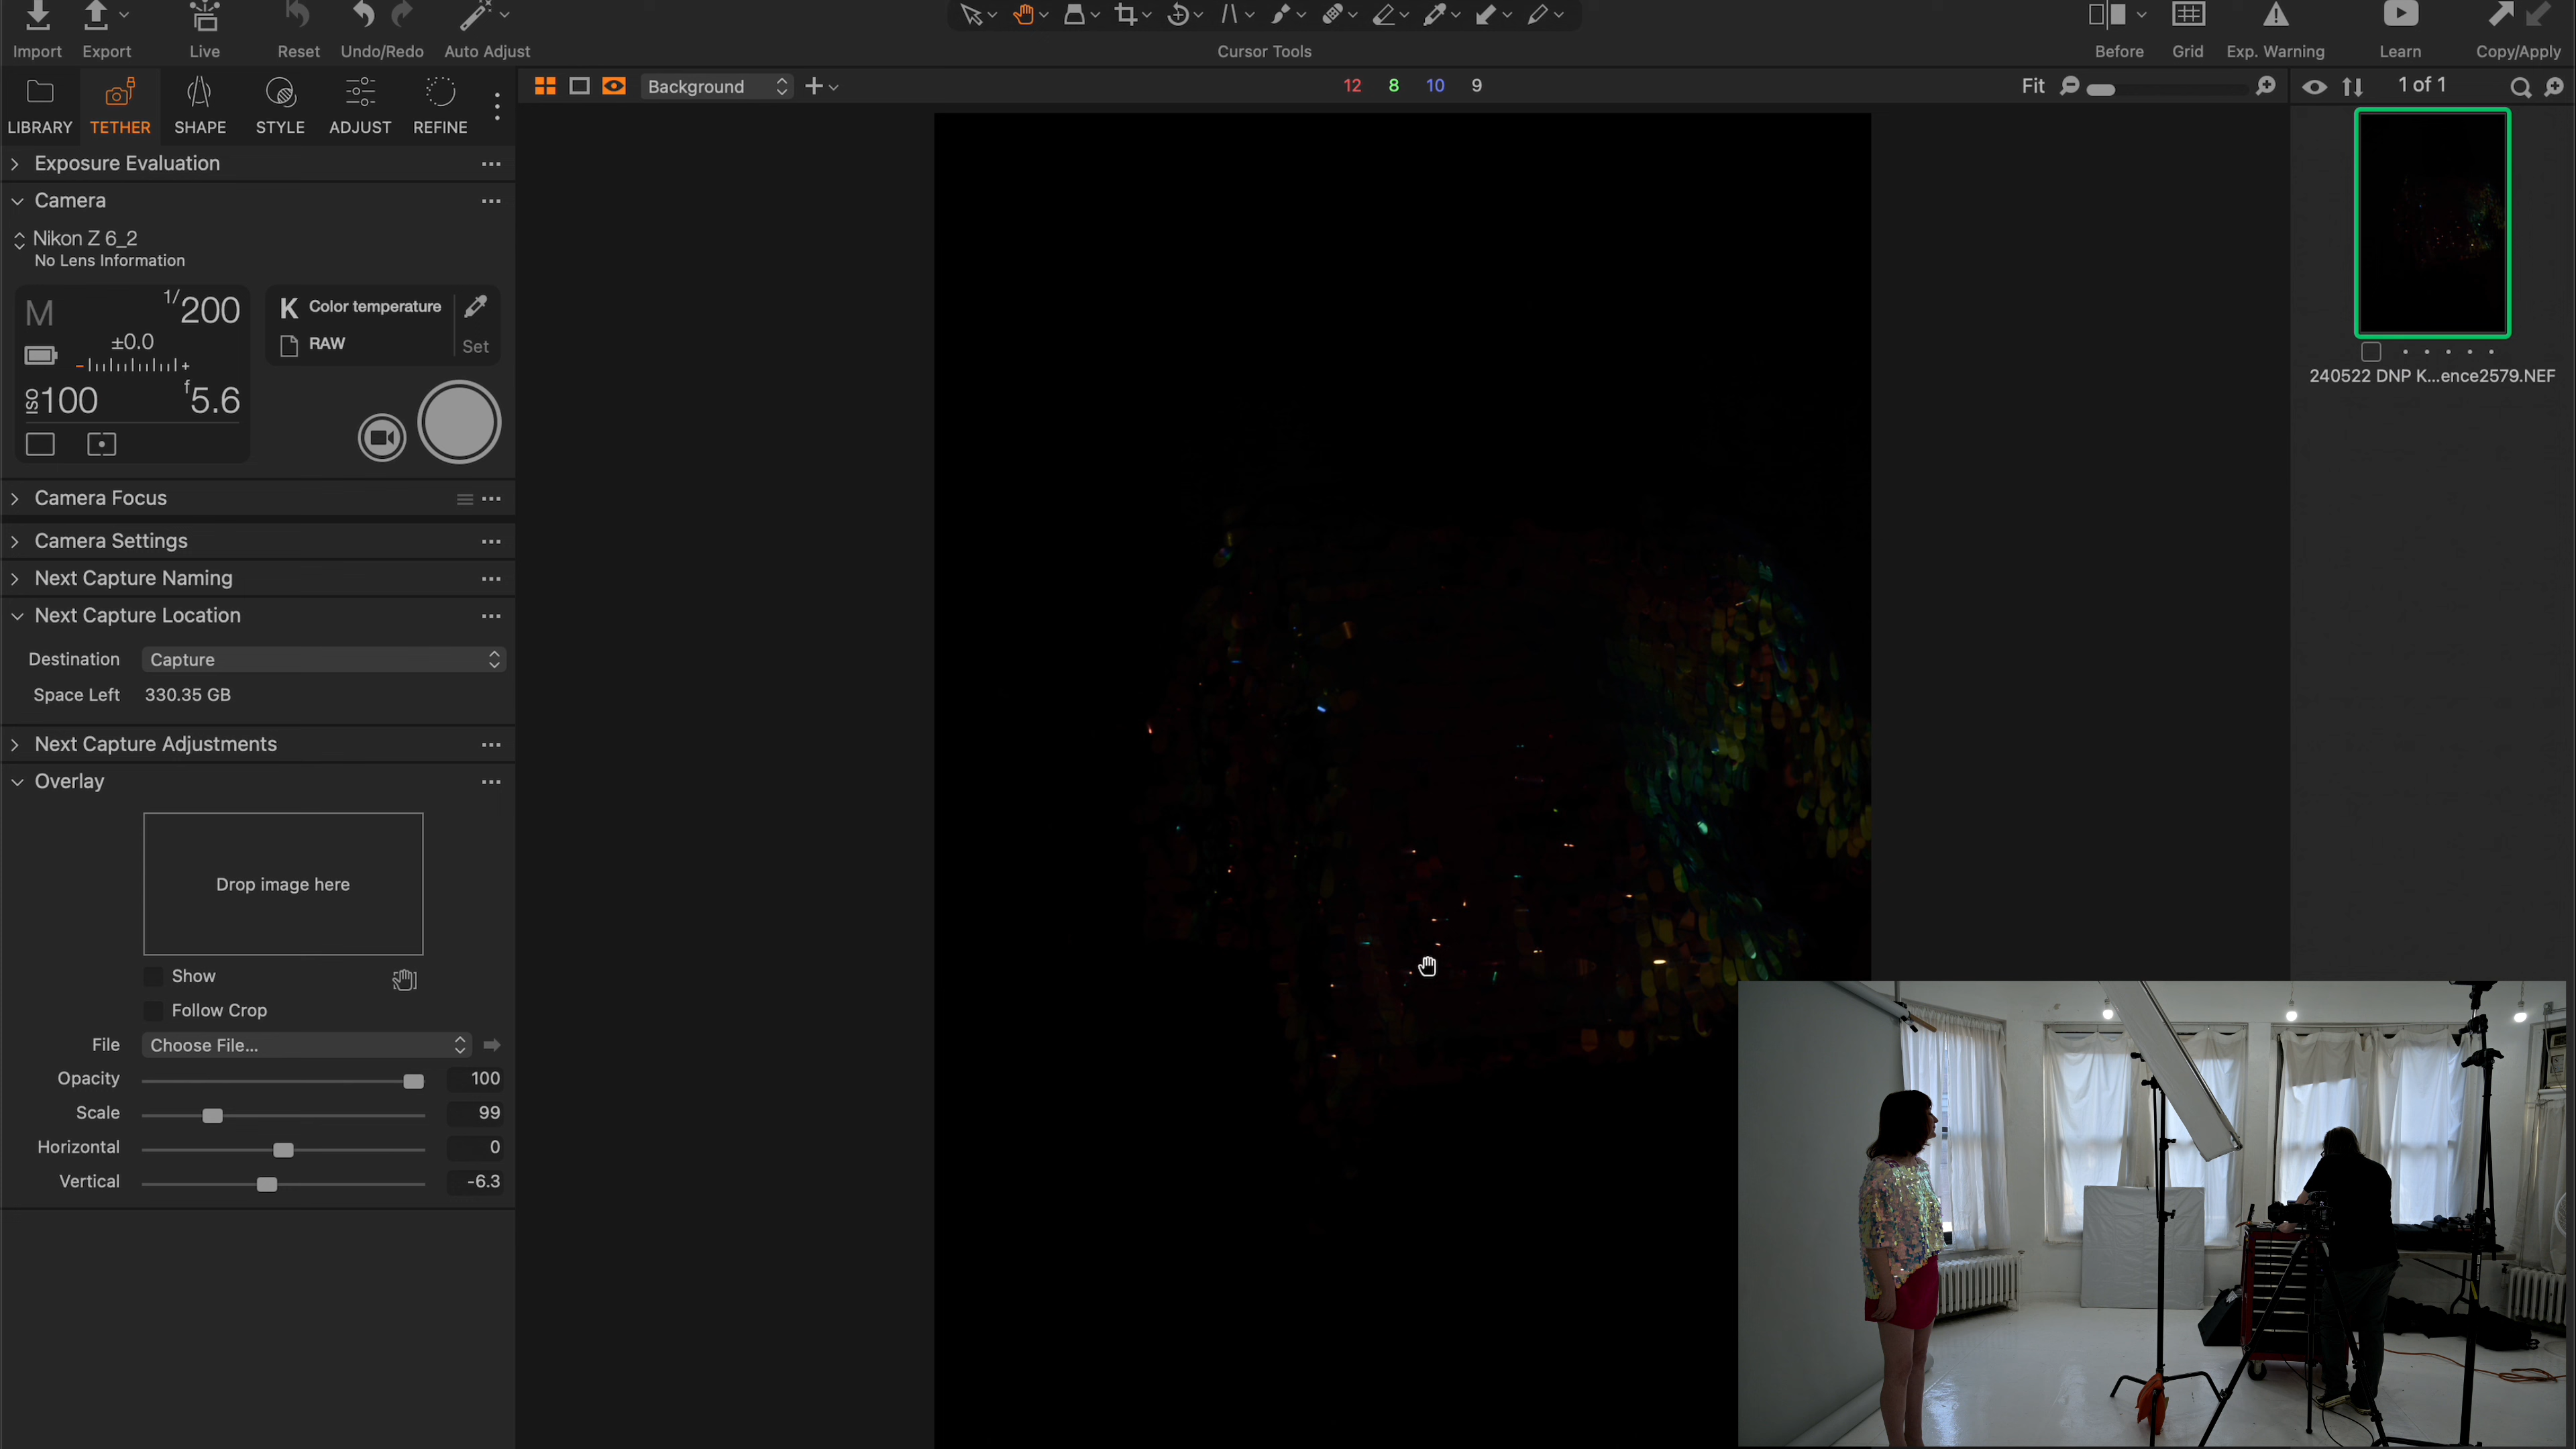 Import Export Live Reset Undo/Redo Auto Adjust Cursor Tools Before Grid Exp. Warning Learn Copy/Apply
LIBRARY TETHER SHAPE STYLE ADJUST REFINE
Background 12 8 10 9 Fit 1 of 1
Exposure Evaluation
Camera
Nikon Z 6_2
No Lens Information
M 1/200
±0.0
ISO 100 f 5.6
K Color temperature
RAW
Set
Camera Focus
Camera Settings
Next Capture Naming
Next Capture Location
Destination Capture
Space Left 330.35 GB
Next Capture Adjustments
Overlay
Drop image here
Show
Follow Crop
File Choose File...
Opacity 100
Scale 99
Horizontal 0
Vertical -6.3
240522 DNP K...ence2579.NEF